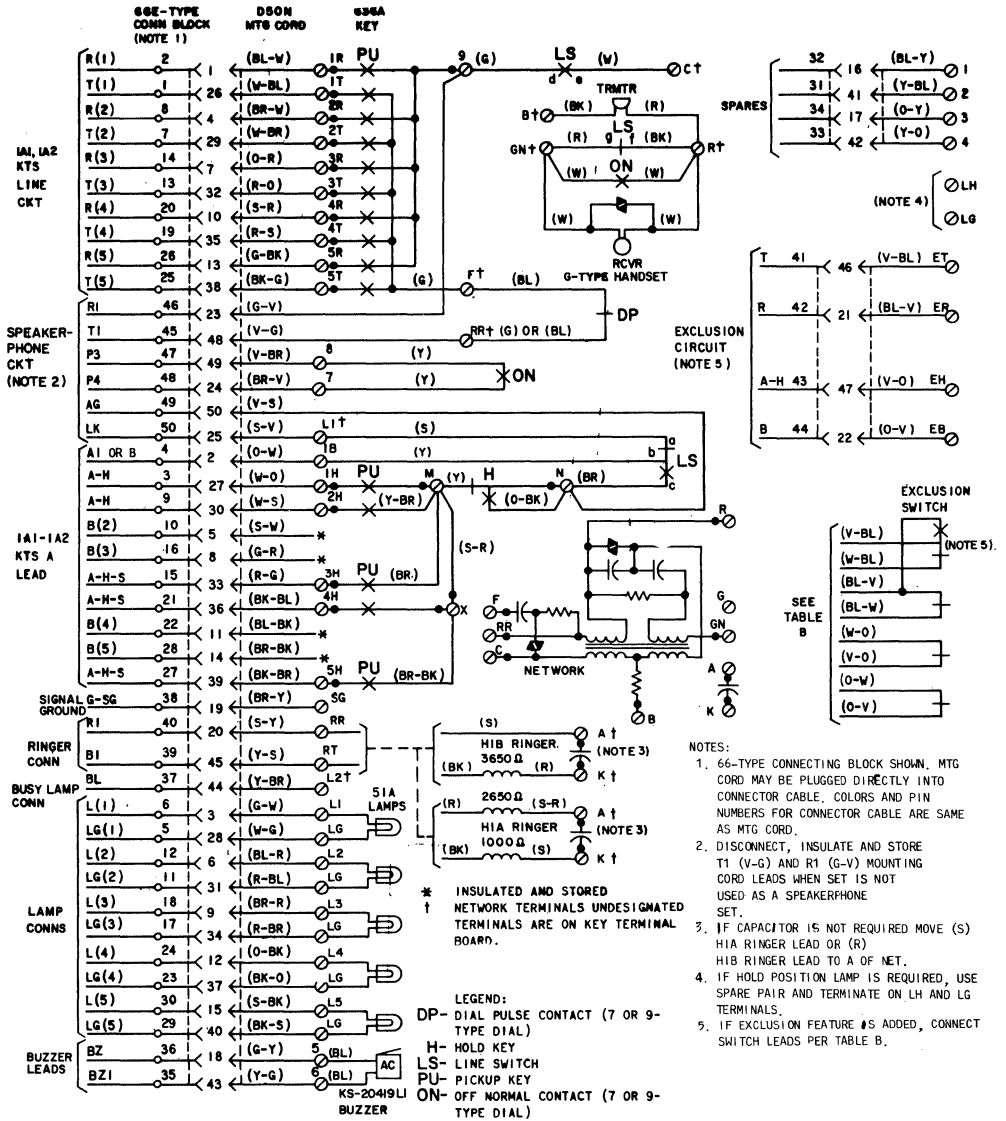 66E-TYPE CONN BLOCK (NOTE 1)
D50N MTG CORD
636A KEY
1A1, 1A2 KTS LINE CKT
R(1) 2 1 (BL-W) 1R PU
T(1) 1 26 (W-BL) 1T
R(2) 8 4 (BR-W) 2R
T(2) 7 29 (W-BR) 2T
R(3) 14 7 (O-R) 3R
T(3) 13 32 (R-O) 3T
R(4) 20 10 (S-R) 4R
T(4) 19 35 (R-S) 4T
R(5) 26 13 (G-BK) 5R
T(5) 25 38 (BK-G) 5T (G) F† (BL)
9 (G) LS d e (W) C†
TRMTR
B† (BK) (R)
LS
GN† (R) g f (BK) R†
ON
(W) (W)
(W) (W)
RCVR
G-TYPE HANDSET
SPEAKER-PHONE CKT (NOTE 2)
R1 46 23 (G-V)
T1 45 48 (V-G) RR† (G) OR (BL) DP
P3 47 49 (V-BR) 8 (Y)
P4 48 24 (BR-V) 7 (Y) ON
AG 49 50 (V-S)
LK 50 25 (S-V) L1† (S) a
1A1-1A2 KTS A LEAD
A1 OR B 4 2 (O-W) 1B (Y) b LS
A-H 3 27 (W-O) 1H PU M (Y) H N (BR) c
A-H 9 30 (W-S) 2H (Y-BR) (O-BK)
B(2) 10 5 (S-W) *
B(3) 16 8 (G-R) *
(S-R)
A-H-S 15 33 (R-G) 3H PU (BR)
A-H-S 21 36 (BK-BL) 4H X
B(4) 22 11 (BL-BK) *
B(5) 28 14 (BR-BK) *
A-H-S 27 39 (BK-BR) 5H PU (BR-BK)
SIGNAL GROUND
G-SG 38 19 (BR-Y) SG
RINGER CONN
R1 40 20 (S-Y) RR
B1 39 45 (Y-S) RT
BUSY LAMP CONN
BL 37 44 (Y-BR) L2†
LAMP CONNS
51A LAMPS
L(1) 6 3 (G-W) L1
LG(1) 5 28 (W-G) LG
L(2) 12 6 (BL-R) L2
LG(2) 11 31 (R-BL) LG
L(3) 18 9 (BR-R) L3
LG(3) 17 34 (R-BR) LG
L(4) 24 12 (O-BK) L4
LG(4) 23 37 (BK-O) LG
L(5) 30 15 (S-BK) L5
LG(5) 29 40 (BK-S) LG
BUZZER LEADS
BZ 36 18 (G-Y) 5 (BL)
BZ1 35 43 (Y-G) 6 (BL)
AC
KS-20419L1
BUZZER
R
G
F
RR
GN
C
NETWORK
A
K
B
(S) A†
H1B RINGER
3650Ω
(NOTE 3)
(BK) (R) K†
2650Ω
(R) (S-R) A†
H1A RINGER
(NOTE 3)
1000Ω
(BK) (S) K†
* INSULATED AND STORED
† NETWORK TERMINALS UNDESIGNATED
TERMINALS ARE ON KEY TERMINAL
BOARD.
LEGEND:
DP- DIAL PULSE CONTACT (7 OR 9-
TYPE DIAL)
H- HOLD KEY
LS- LINE SWITCH
PU- PICKUP KEY
ON- OFF NORMAL CONTACT (7 OR 9-
TYPE DIAL)
SPARES
32 16 (BL-Y) 1
31 41 (Y-BL) 2
34 17 (O-Y) 3
33 42 (Y-O) 4
(NOTE 4)
LH
LG
EXCLUSION CIRCUIT (NOTE 5)
T 41 46 (V-BL) ET
R 42 21 (BL-V) ER
A-H 43 47 (V-O) EH
B 44 22 (O-V) EB
EXCLUSION
SWITCH
(NOTE 5)
SEE TABLE B
(V-BL)
(W-BL)
(BL-V)
(BL-W)
(W-O)
(V-O)
(O-W)
(O-V)
NOTES:
1. 66-TYPE CONNECTING BLOCK SHOWN. MTG
CORD MAY BE PLUGGED DIRECTLY INTO
CONNECTOR CABLE. COLORS AND PIN
NUMBERS FOR CONNECTOR CABLE ARE SAME
AS MTG CORD.
2. DISCONNECT, INSULATE AND STORE
T1 (V-G) AND R1 (G-V) MOUNTING
CORD LEADS WHEN SET IS NOT
USED AS A SPEAKERPHONE
SET.
3. IF CAPACITOR IS NOT REQUIRED MOVE (S)
H1A RINGER LEAD OR (R)
H1B RINGER LEAD TO A OF NET.
4. IF HOLD POSITION LAMP IS REQUIRED, USE
SPARE PAIR AND TERMINATE ON LH AND LG
TERMINALS.
5. IF EXCLUSION FEATURE IS ADDED, CONNECT
SWITCH LEADS PER TABLE B.